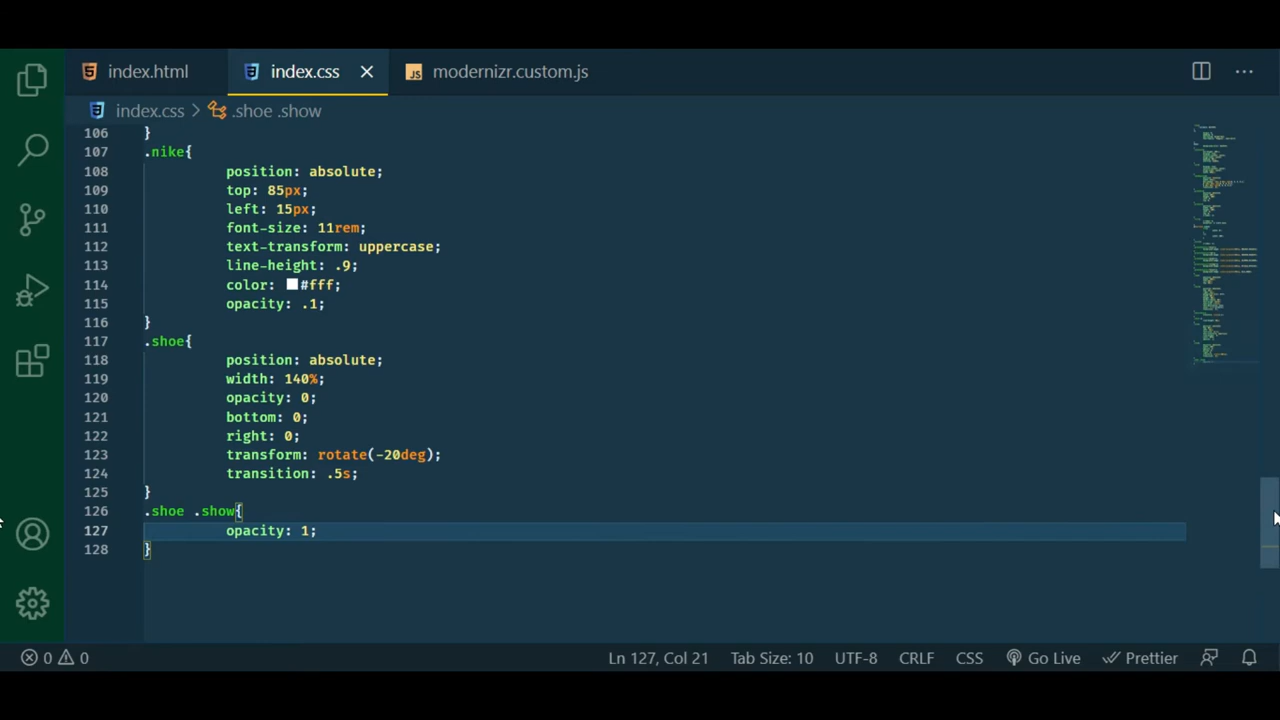 index.html
index.css
JS modernizr.custom.js
index.css > .shoe .show
106 }
107 .nike{
108 position: absolute;
109 top: 85px;
110 left: 15px;
111 font-size: 11rem;
112 text-transform: uppercase;
113 line-height: .9;
114 color: #fff;
115 opacity: .1;
116 }
117 .shoe{
118 position: absolute;
119 width: 140%;
120 opacity: 0;
121 bottom: 0;
122 right: 0;
123 transform: rotate(-20deg);
124 transition: .5s;
125 }
126 .shoe .show{
127 opacity: 1;
128 }
0 0 Ln 127, Col 21 Tab Size: 10 UTF-8 CRLF CSS Go Live Prettier